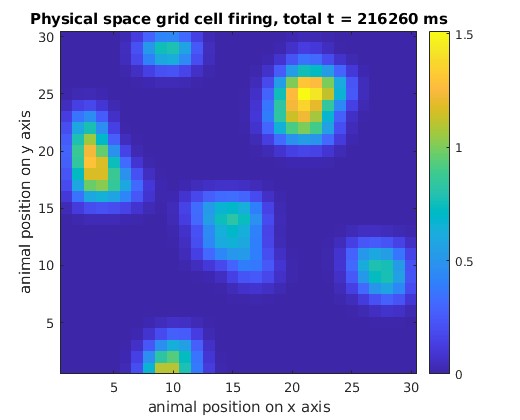 Physical space grid cell firing, total t = 216260 ms
animal position on y axis
30
25
20
15
10
5
5 10 15 20 25 30
animal position on x axis
1.5
1
0.5
0